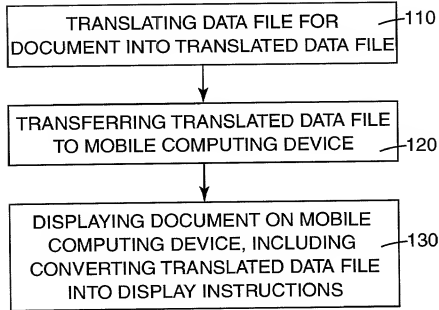 TRANSLATING DATA FILE FOR
DOCUMENT INTO TRANSLATED DATA FILE
110
TRANSFERRING TRANSLATED DATA FILE
TO MOBILE COMPUTING DEVICE
120
DISPLAYING DOCUMENT ON MOBILE
COMPUTING DEVICE, INCLUDING
CONVERTING TRANSLATED DATA FILE
INTO DISPLAY INSTRUCTIONS
130